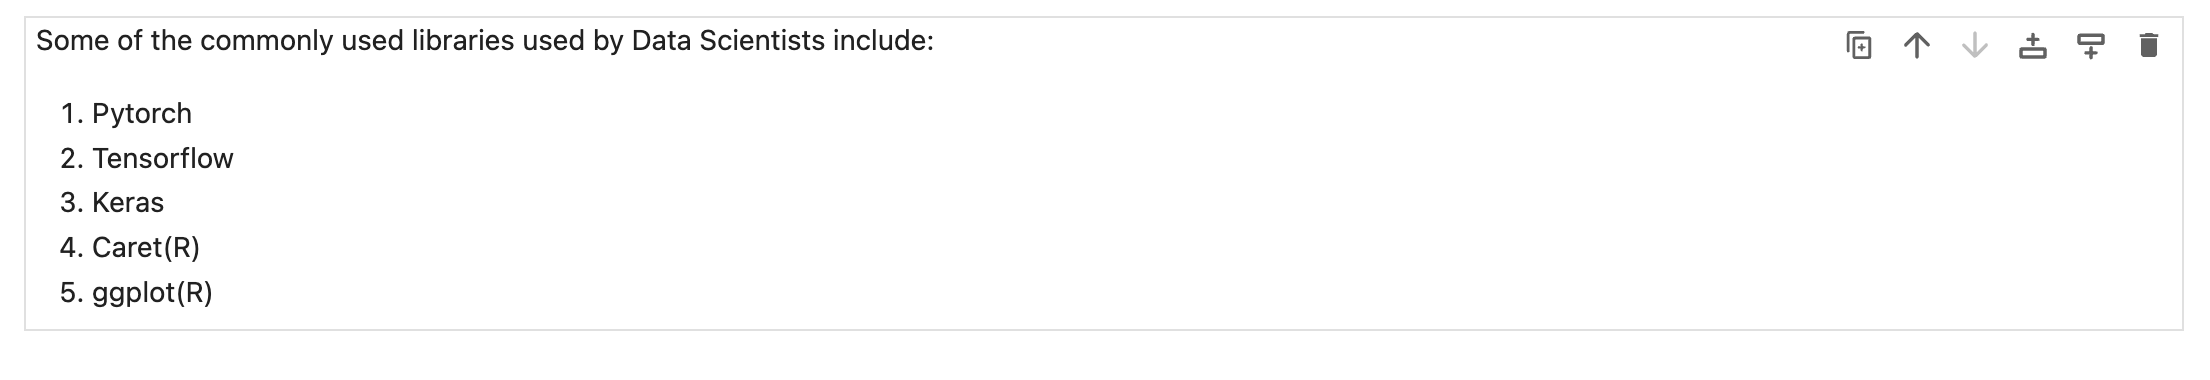 Some of the commonly used libraries used by Data Scientists include:
1. Pytorch
2. Tensorflow
3. Keras
4. Caret(R)
5. ggplot(R)